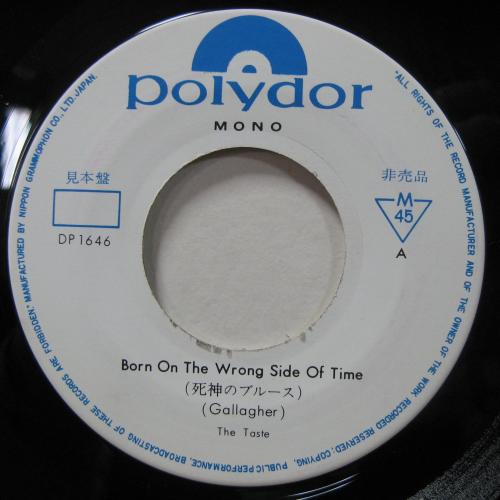 polydor
MONO
見本盤
非売品
DP1646
M
45
A
Born On The Wrong Side Of Time
(死神のブルース)
(Gallagher)
The Taste
"ALL RIGHTS OF THE RECORD MANUFACTURER AND OF THE OWNER OF THE WORK RECORDED RESERVED; COPYING, PUBLIC PERFORMANCE, BROADCASTING OF THESE RECORDS ARE FORBIDDEN." MANUFACTURED BY NIPPON GRAMMOPHON CO., LTD. JAPAN.